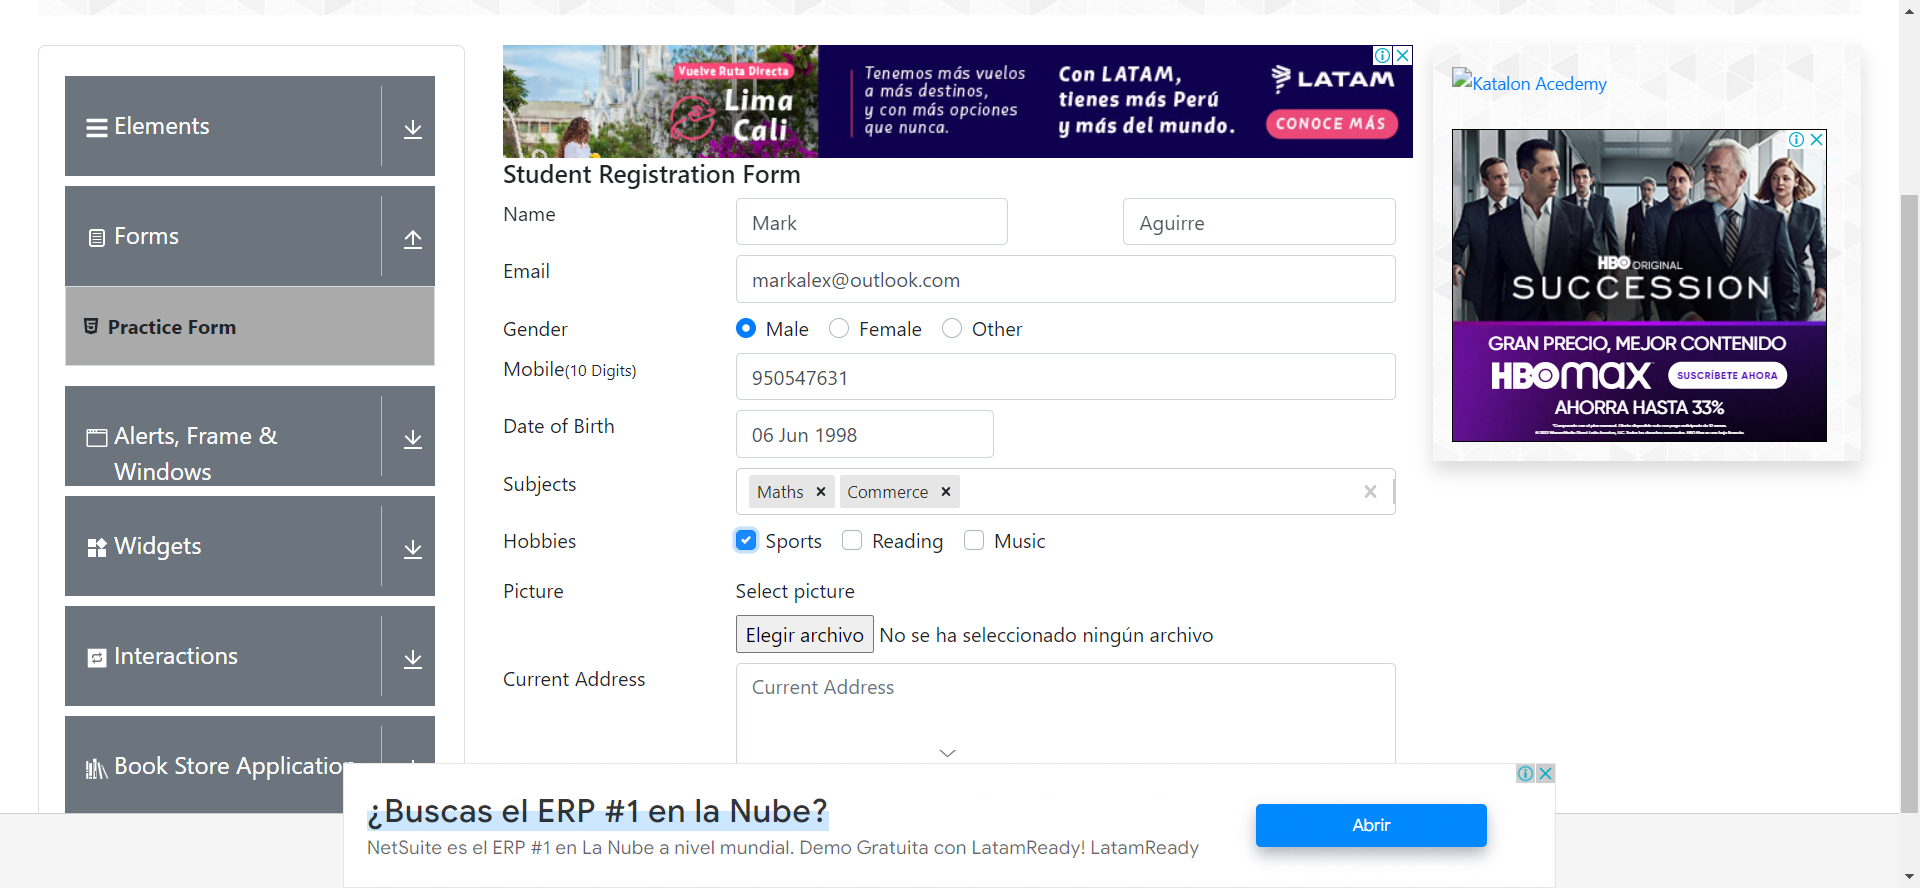 Elements
Forms
Practice Form
Alerts, Frame &
Windows
Widgets
Interactions
Book Store Application
Vuelve Ruta Directa
Lima
Cali
Tenemos más vuelos
a más destinos,
y con más opciones
que nunca.
Con LATAM,
tienes más Perú
y más del mundo.
LATAM
CONOCE MÁS
Student Registration Form
Name
Mark
Aguirre
Email
markalex@outlook.com
Gender
Male
Female
Other
Mobile(10 Digits)
950547631
Date of Birth
06 Jun 1998
Subjects
Maths
Commerce
Hobbies
Sports
Reading
Music
Picture
Select picture
Elegir archivo No se ha seleccionado ningún archivo
Current Address
Current Address
Katalon Acedemy
HBO ORIGINAL
SUCCESSION
GRAN PRECIO, MEJOR CONTENIDO
HBOmax
SUSCRÍBETE AHORA
AHORRA HASTA 33%
¿Buscas el ERP #1 en la Nube?
NetSuite es el ERP #1 en La Nube a nivel mundial. Demo Gratuita con LatamReady! LatamReady
Abrir